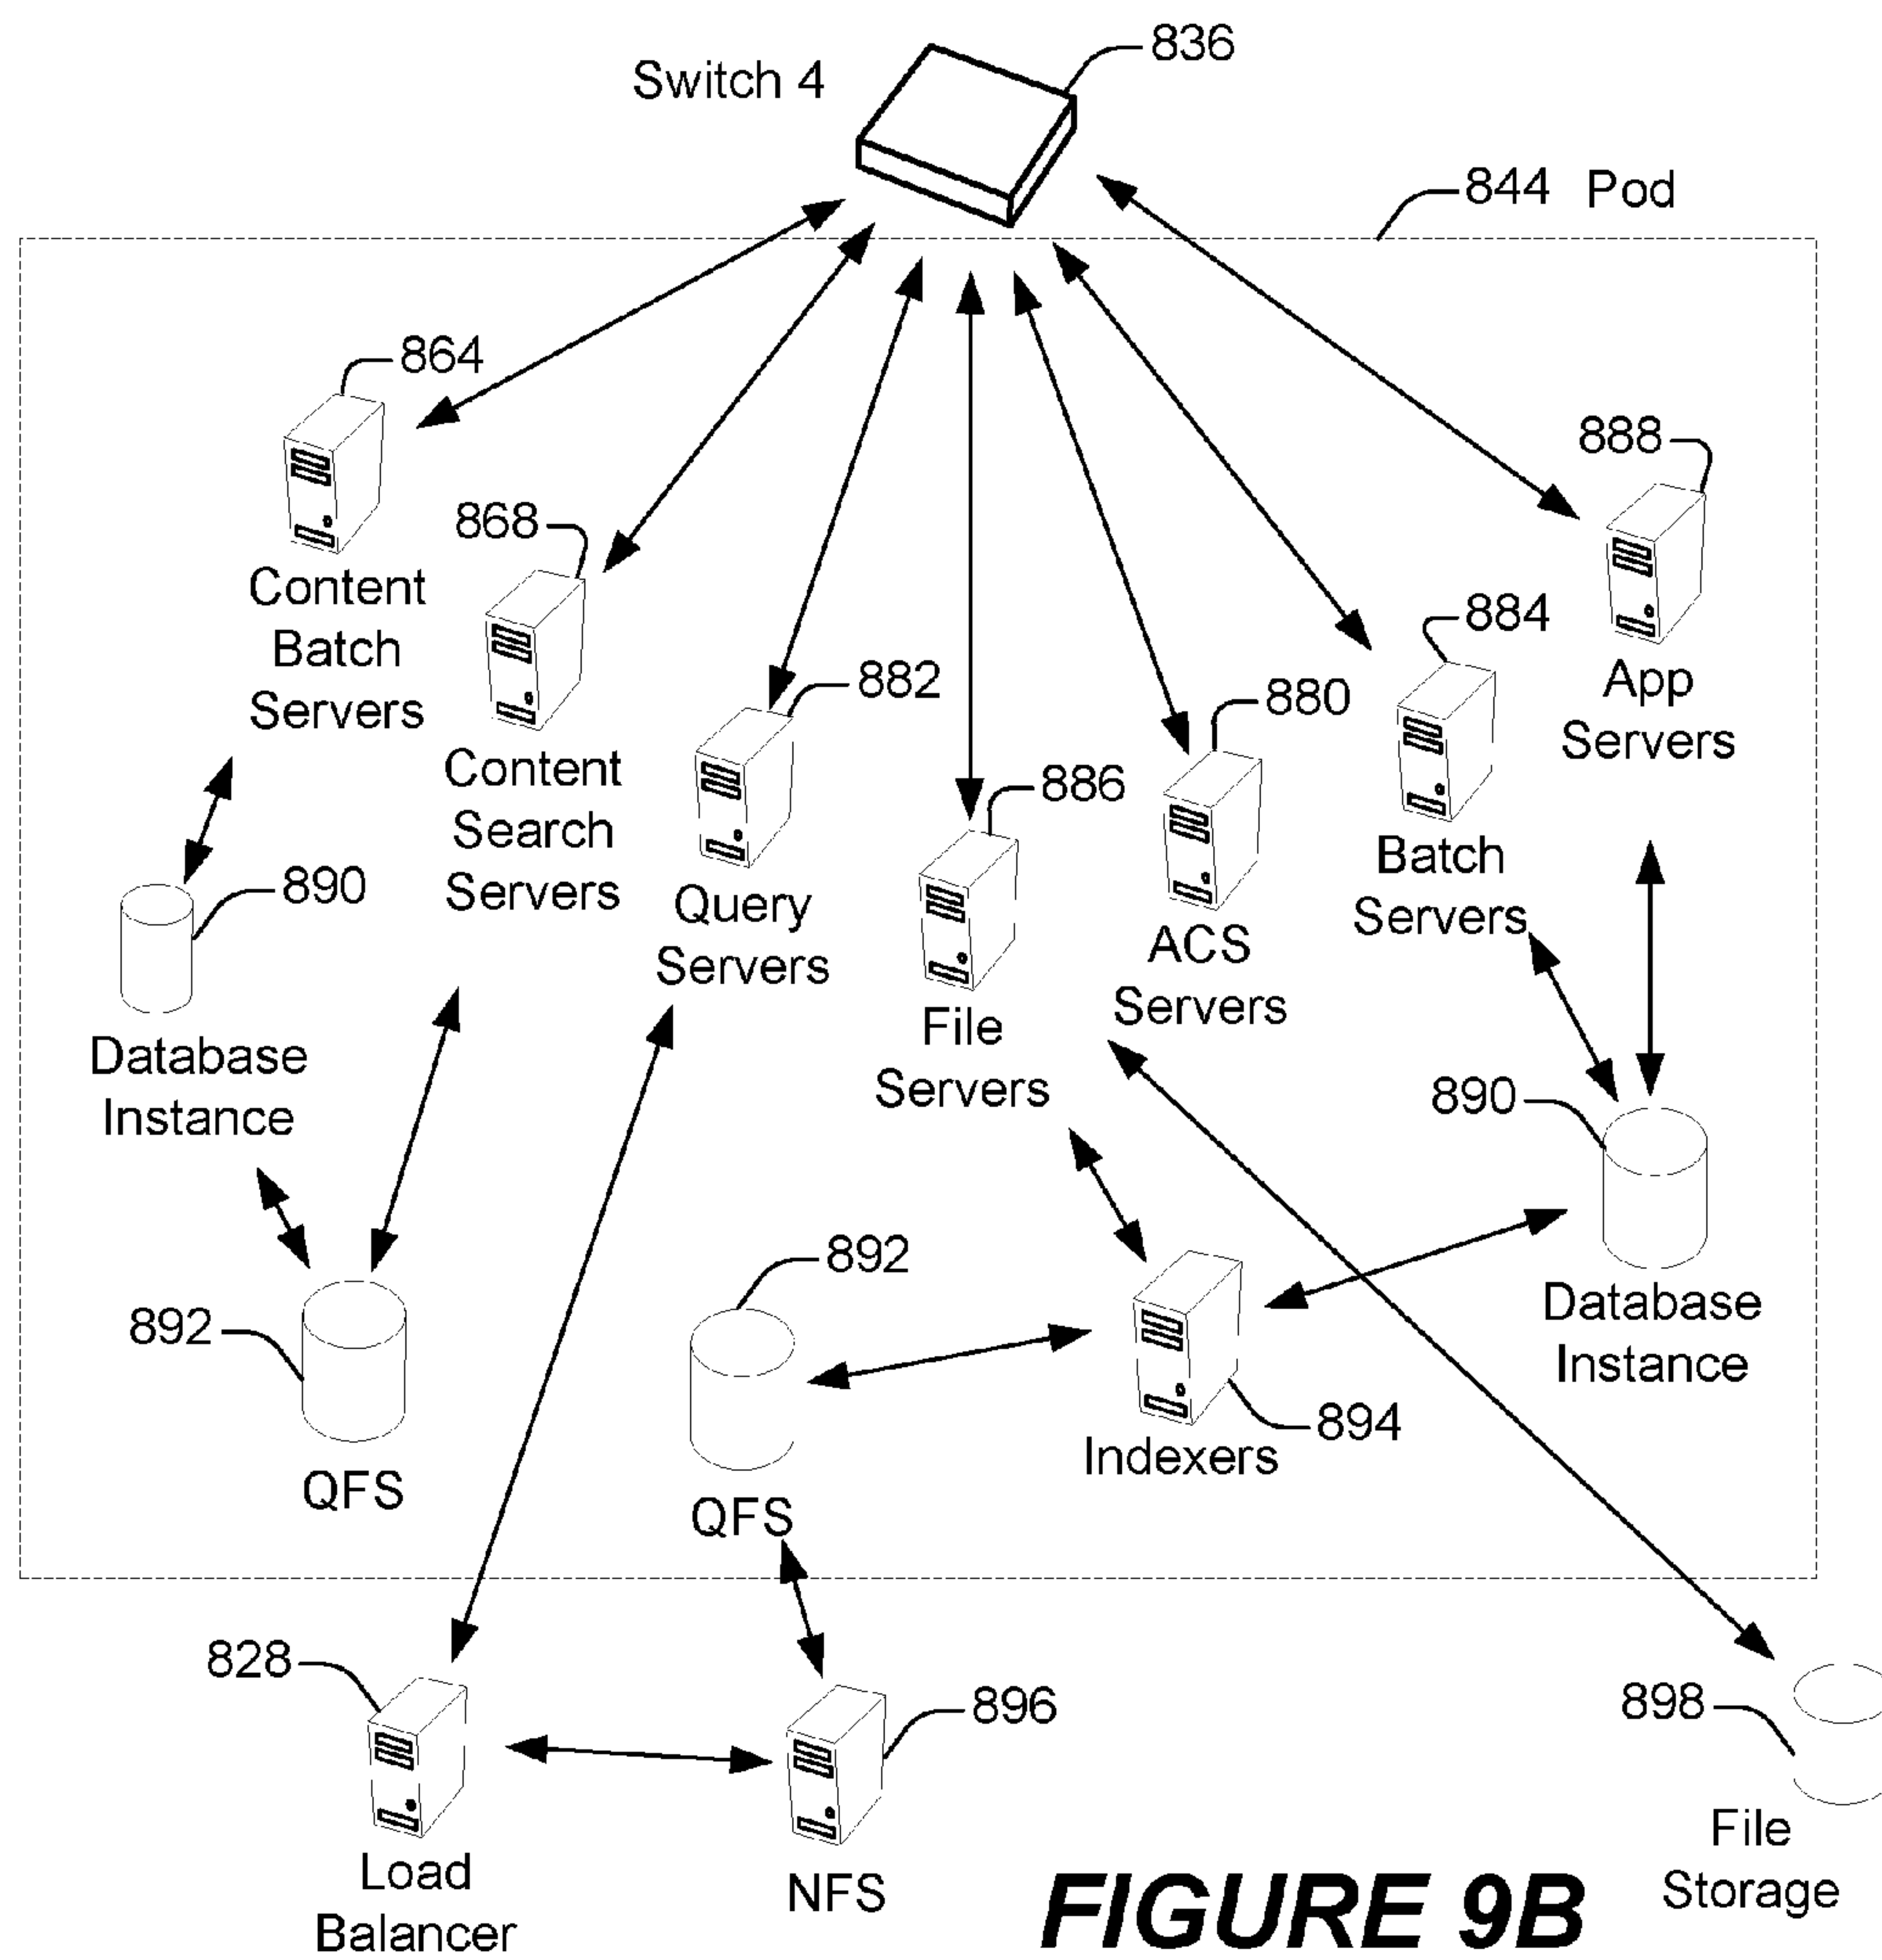 836
Switch 4
844 Pod
864
888
868
Content
Batch
Servers
884
882
880
App
Servers
Content
Search
Servers
886
Batch
Servers
890
Query
Servers
ACS
Servers
File
Servers
Database
Instance
890
892
892
Database
Instance
894
Indexers
QFS
QFS
828
896
898
File
Storage
Load
Balancer
NFS
FIGURE 9B